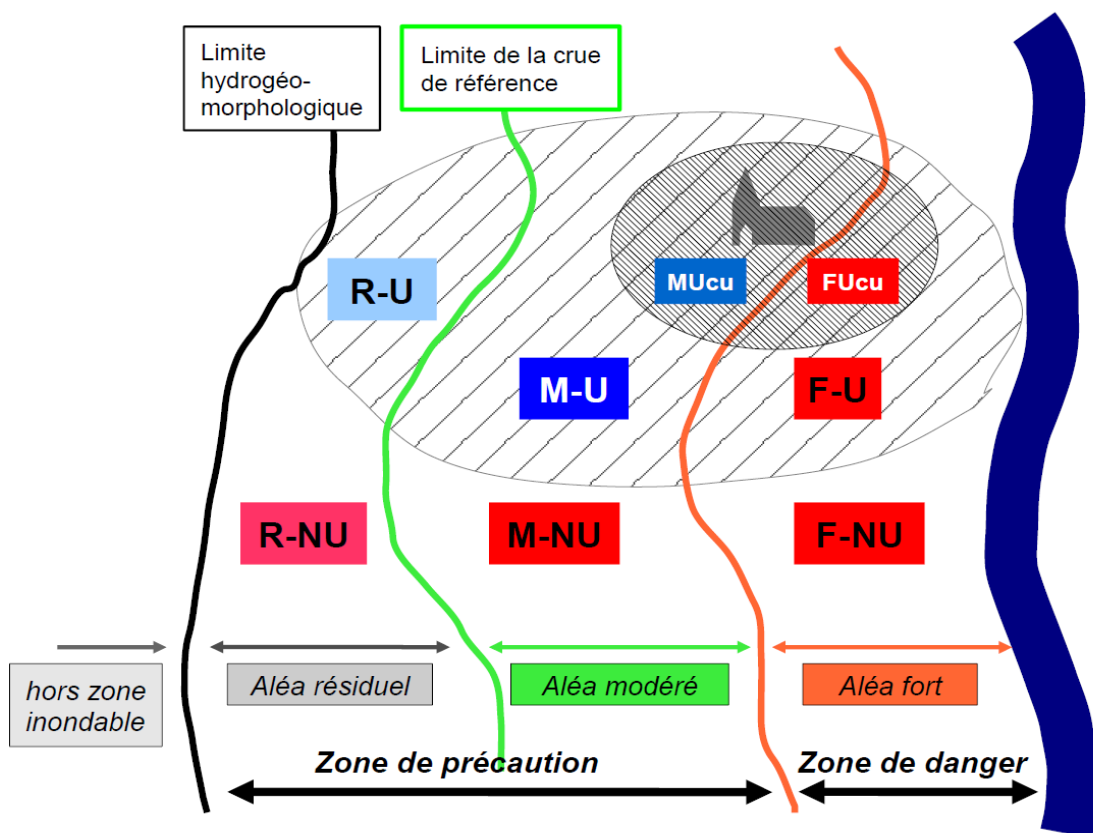 Limite
hydrogéo-
morphologique
Limite de la crue
de référence
R-U
MUcu
FUcu
M-U
F-U
R-NU
M-NU
F-NU
hors zone
inondable
Aléa résiduel
Aléa modéré
Aléa fort
Zone de précaution
Zone de danger